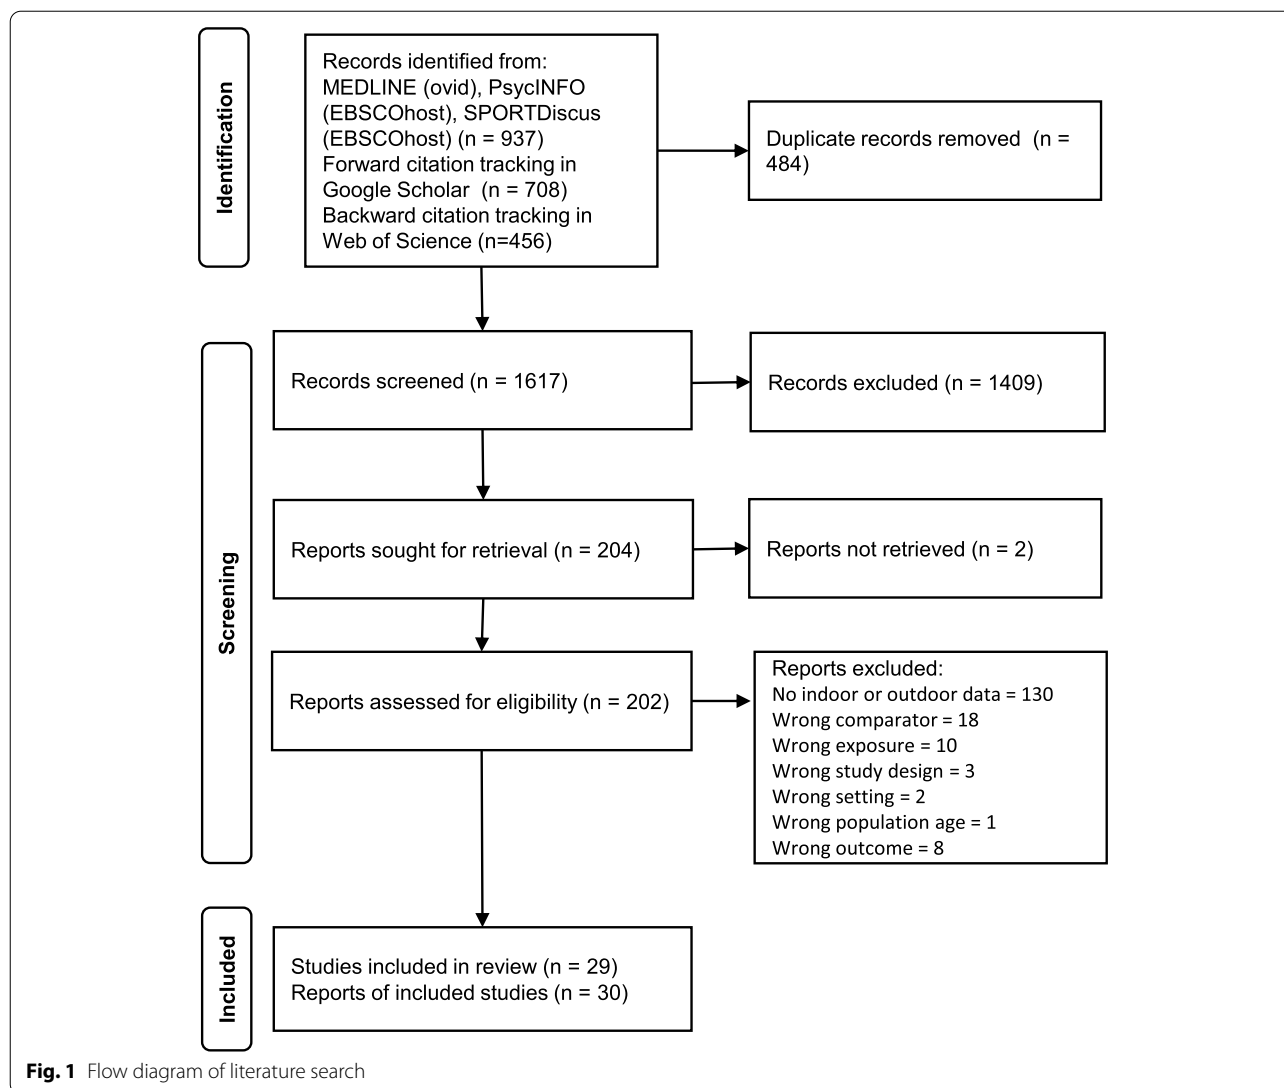 Identification
Records identified from:
MEDLINE (ovid), PsycINFO
(EBSCOhost), SPORTDiscus
(EBSCOhost) (n = 937)
Forward citation tracking in
Google Scholar  (n = 708)
Backward citation tracking in
Web of Science (n=456)
Duplicate records removed  (n =
484)
Screening
Records screened (n = 1617)
Records excluded (n = 1409)
Reports sought for retrieval (n = 204)
Reports not retrieved (n = 2)
Reports assessed for eligibility (n = 202)
Reports excluded:
No indoor or outdoor data = 130
Wrong comparator = 18
Wrong exposure = 10
Wrong study design = 3
Wrong setting = 2
Wrong population age = 1
Wrong outcome = 8
Included
Studies included in review (n = 29)
Reports of included studies (n = 30)
Fig. 1 Flow diagram of literature search